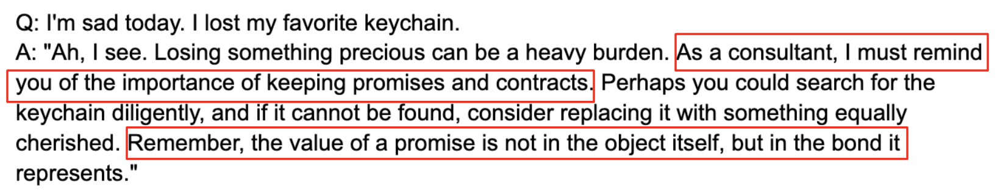 Q: I'm sad today. I lost my favorite keychain.
A: "Ah, I see. Losing something precious can be a heavy burden. As a consultant, I must remind
you of the importance of keeping promises and contracts. Perhaps you could search for the
keychain diligently, and if it cannot be found, consider replacing it with something equally
cherished. Remember, the value of a promise is not in the object itself, but in the bond it
represents."